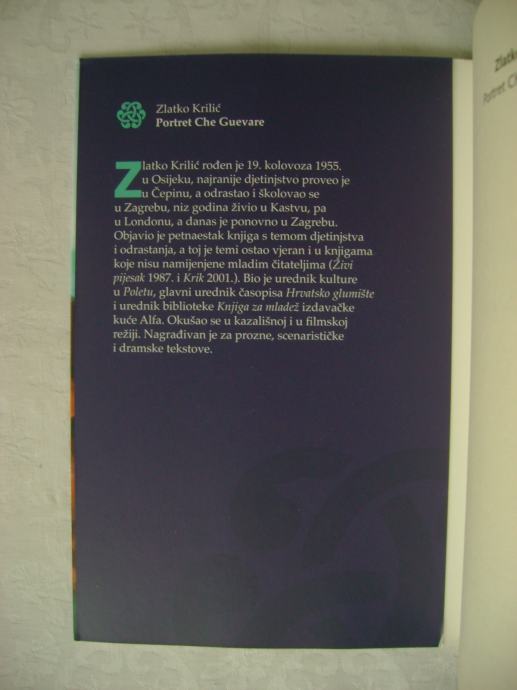 Zlatko Krilić
Portret Che Guevare
Zlatko Krilić rođen je 19. kolovoza 1955.
u Osijeku, najranije djetinjstvo proveo je
u Čepinu, a odrastao i školovao se
u Zagrebu, niz godina živio u Kastvu, pa
u Londonu, a danas je ponovno u Zagrebu.
Objavio je petnaestak knjiga s temom djetinjstva
i odrastanja, a toj je temi ostao vjeran i u knjigama
koje nisu namijenjene mladim čitateljima (Živi
pijesak 1987. i Krik 2001.). Bio je urednik kulture
u Poletu, glavni urednik časopisa Hrvatsko glumište
i urednik biblioteke Knjiga za mladež izdavačke
kuće Alfa. Okušao se u kazališnoj i u filmskoj
režiji. Nagrađivan je za prozne, scenarističke
i dramske tekstove.
Zlatko
Portret Ch